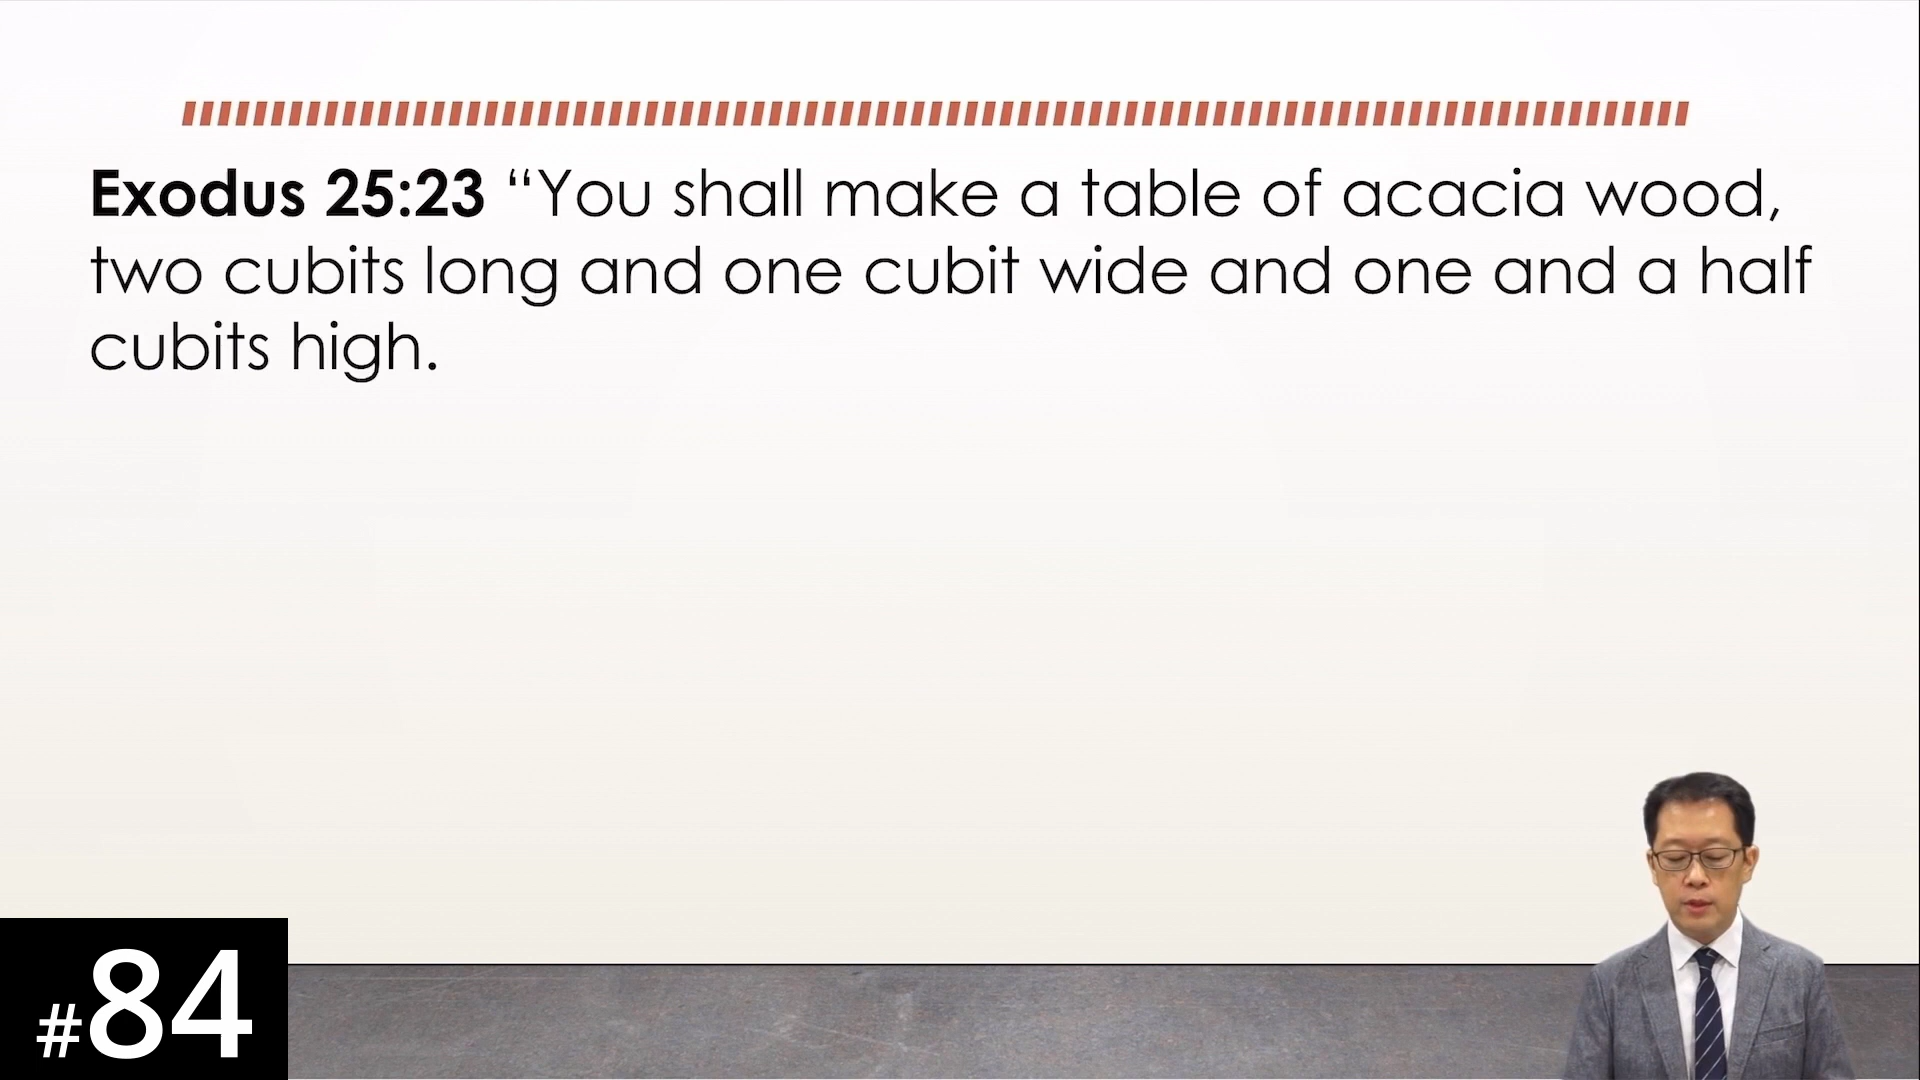 Exodus 25:23 “You shall make a table of acacia wood,
two cubits long and one cubit wide and one and a half
cubits high.
#84